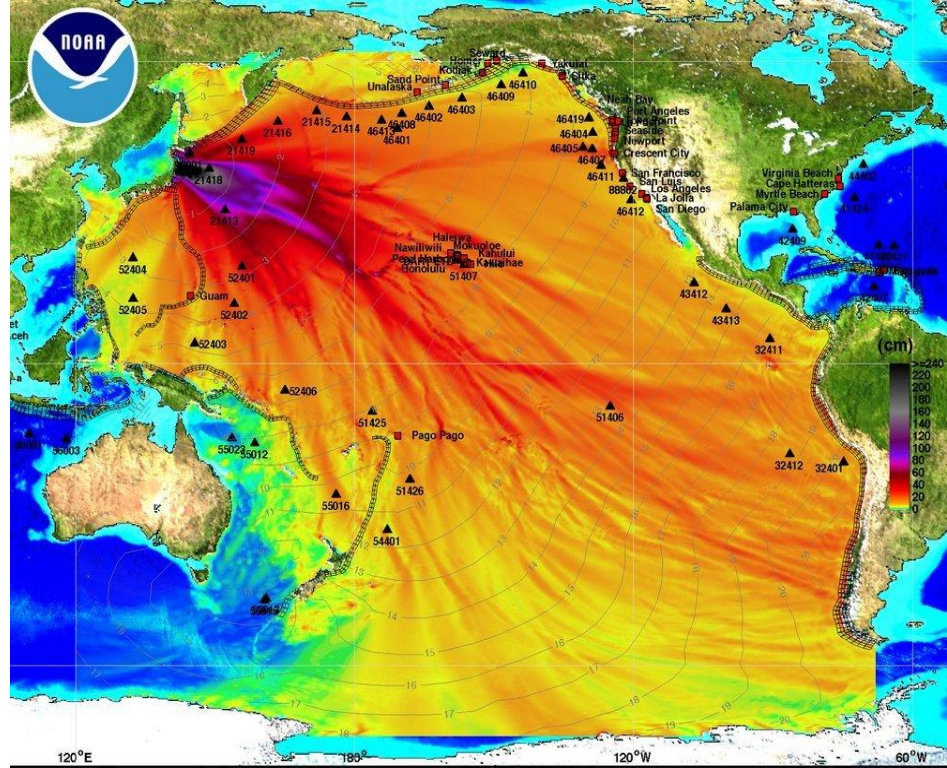 NOAA
Seward
Homer
Kodiak
Yakutat
Sitka
Sand Point
Unalaska
46410
46409
46403
46402
46408
46413
46401
21414
21415
21416
21419
21418
21413
46419
46404
46405
46407
46411
46412
Neah Bay
Port Angeles
Seaside
Newport
Crescent City
San Francisco
San Luis
Los Angeles
La Jolla
San Diego
Virginia Beach
Cape Hatteras
Myrtle Beach
Palama City
42409
Haleiwa
Nawiliwili
Mokuoloe
Kahului
Honolulu
51407
52404
52405
52401
52402
Guam
52403
52406
51425
Pago Pago
51426
54401
55016
55023
55012
43412
43413
32411
51406
32412
32401
(cm)
>=240
220
200
180
160
140
120
100
80
60
40
20
0
120°E
180°
120°W
60°W